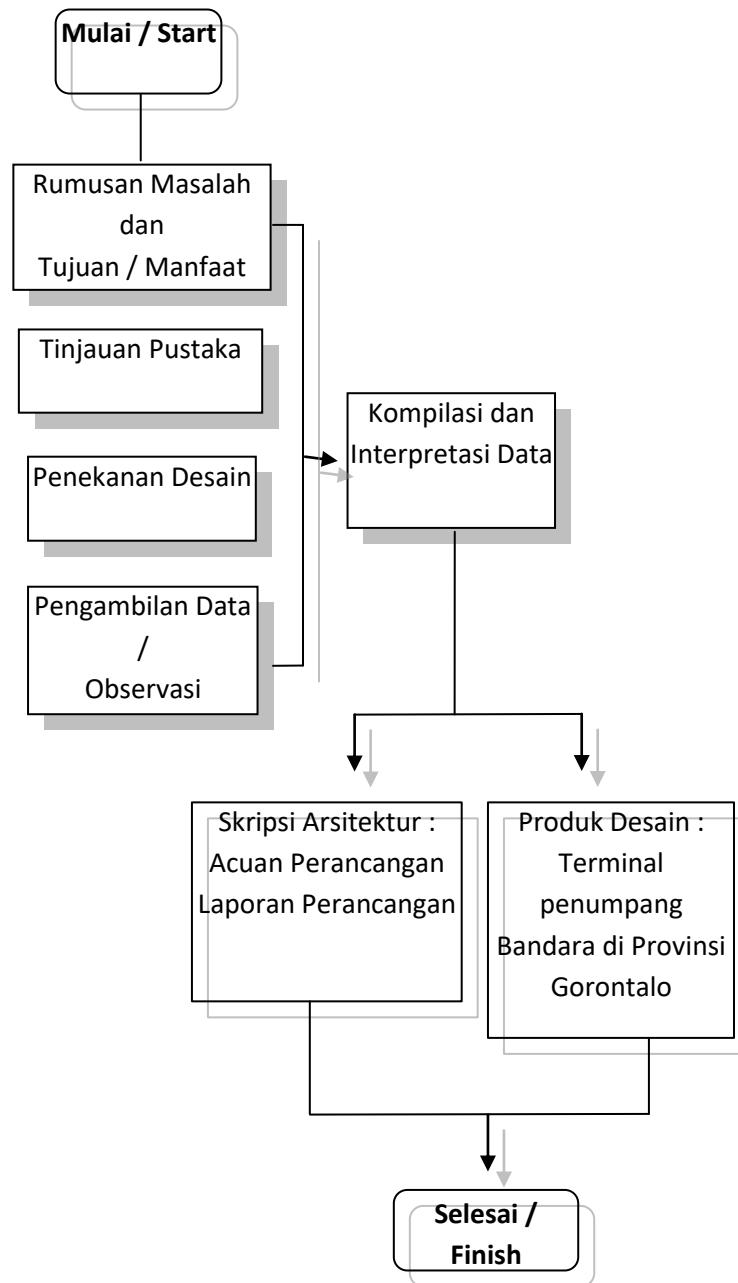 Mulai / Start
Rumusan Masalah
dan
Tujuan / Manfaat
Tinjauan Pustaka
Penekanan Desain
Pengambilan Data
/
Observasi
Kompilasi dan
Interpretasi Data
Skripsi Arsitektur :
Acuan Perancangan
Laporan Perancangan
Produk Desain :
Terminal
penumpang
Bandara di Provinsi
Gorontalo
Selesai /
Finish